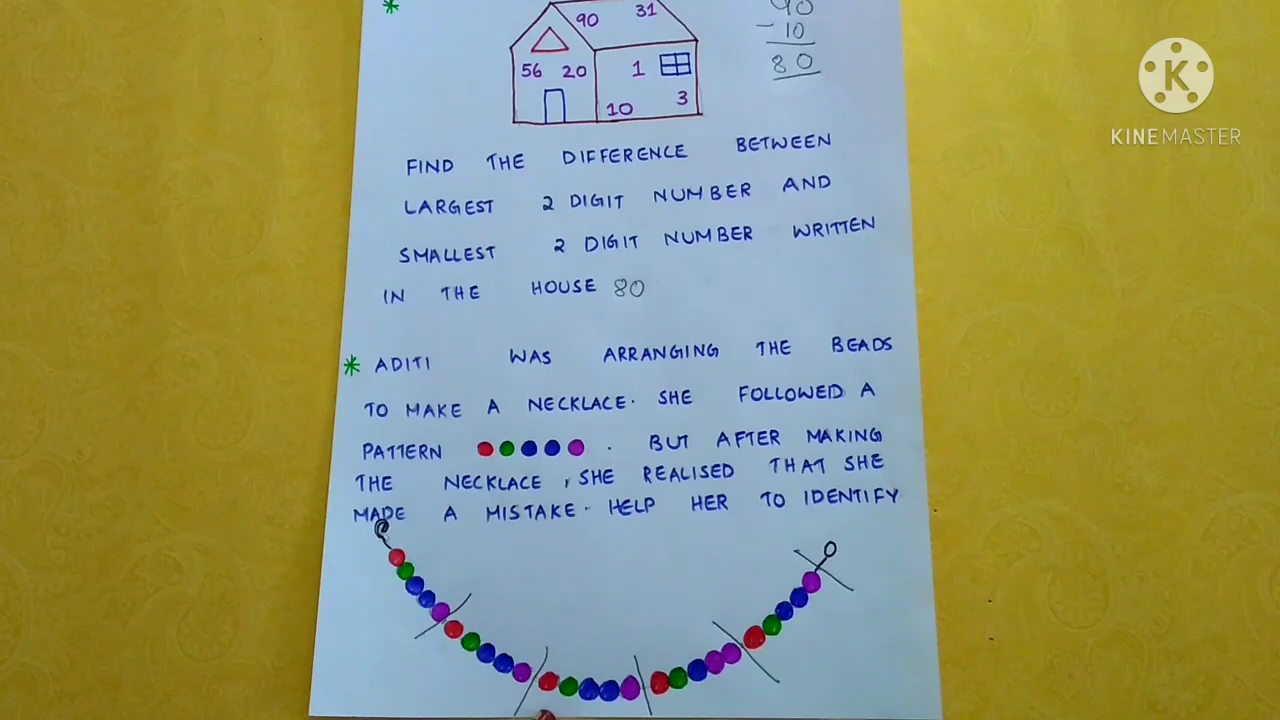 90 31
56 20 1
10 3
90
- 10
80
FIND THE DIFFERENCE BETWEEN
LARGEST 2 DIGIT NUMBER AND
SMALLEST 2 DIGIT NUMBER WRITTEN
IN THE HOUSE 80
* ADITI WAS ARRANGING THE BEADS
TO MAKE A NECKLACE. SHE FOLLOWED A
PATTERN . BUT AFTER MAKING
THE NECKLACE, SHE REALISED THAT SHE
MADE A MISTAKE. HELP HER TO IDENTIFY
K
KINEMASTER